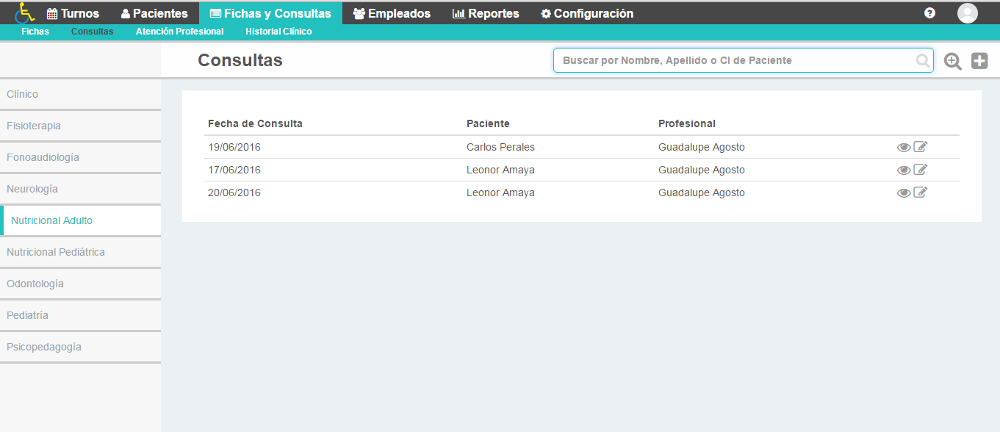 Turnos Pacientes Fichas y Consultas Empleados Reportes Configuración ?
Fichas Consultas Atención Profesional Historial Clínico
Consultas Buscar por Nombre, Apellido o CI de Paciente
Clínico
Fisioterapia
Fonoaudiología
Neurología
Nutricional Adulto
Nutricional Pediátrica
Odontología
Pediatría
Psicopedagogía
Fecha de Consulta Paciente Profesional
19/06/2016 Carlos Perales Guadalupe Agosto
17/06/2016 Leonor Amaya Guadalupe Agosto
20/06/2016 Leonor Amaya Guadalupe Agosto